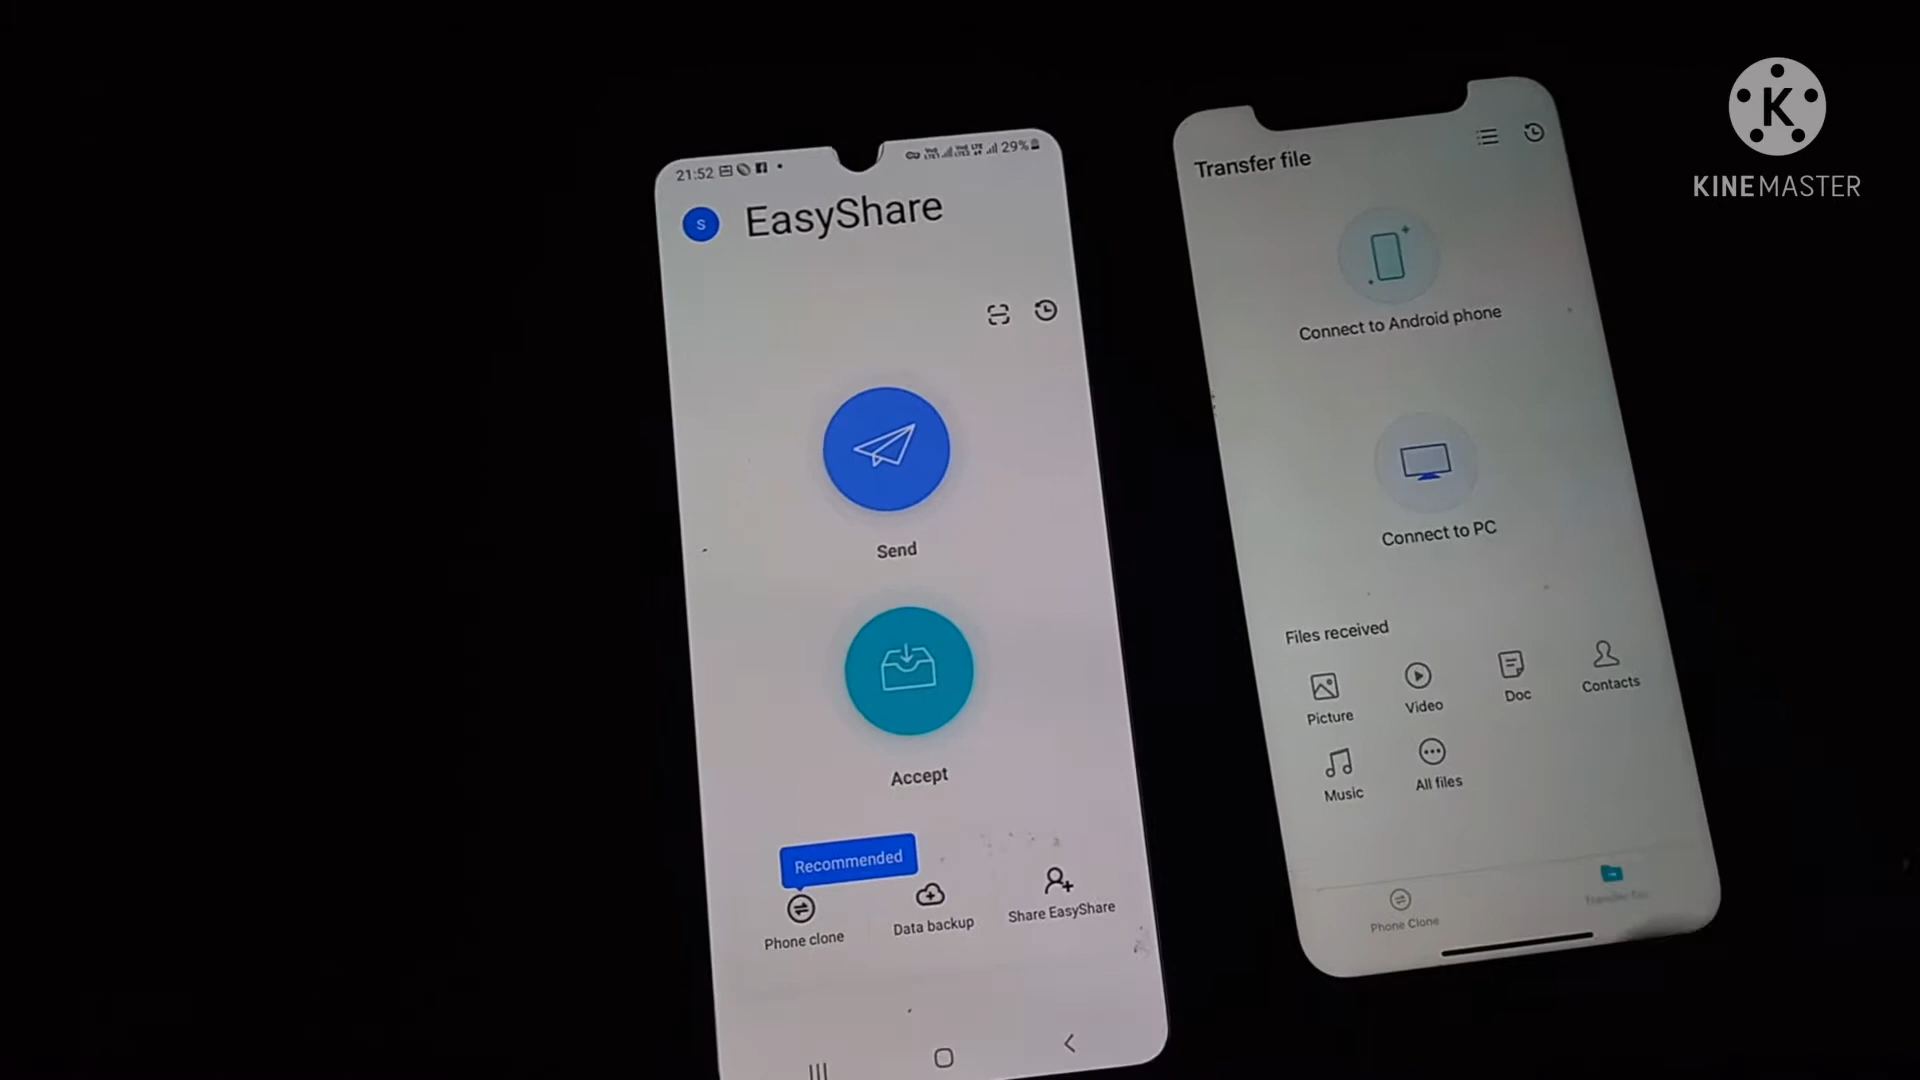 21:52
29%
S
EasyShare
Send
Accept
Recommended
Phone clone
Data backup
Share EasyShare
Transfer file
Connect to Android phone
Connect to PC
Files received
Picture
Video
Doc
Contacts
Music
All files
Phone Clone
Transfer file
K
KINEMASTER